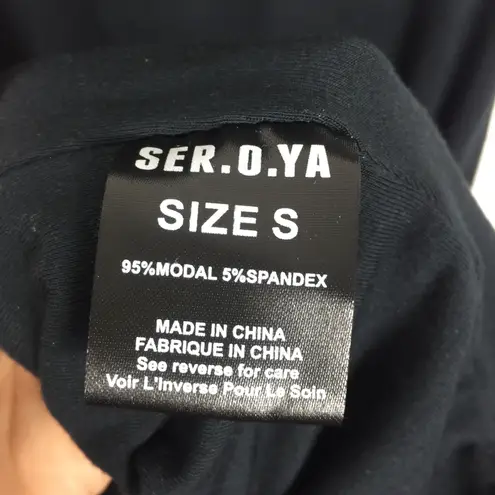 SER.O.YA
SIZE S
95%MODAL 5%SPANDEX
MADE IN CHINA
FABRIQUE IN CHINA
See reverse for care
Voir L'Inverse Pour Le Soin